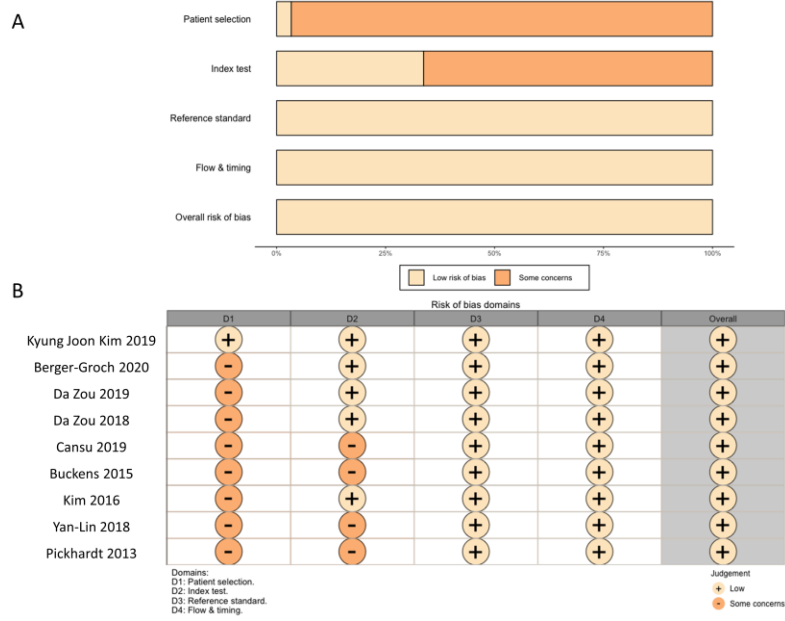 A
Patient selection
Index test
Reference standard
Flow & timing
Overall risk of bias
0% 25% 50% 75% 100%
Low risk of bias Some concerns
B
Risk of bias domains
D1 D2 D3 D4 Overall
Kyung Joon Kim 2019 + + + + +
Berger-Groch 2020 - + + + +
Da Zou 2019 - + + + +
Da Zou 2018 - + + + +
Cansu 2019 - - + + +
Buckens 2015 - - + + +
Kim 2016 - + + + +
Yan-Lin 2018 - - + + +
Pickhardt 2013 - - + + +
Domains:
D1: Patient selection.
D2: Index test.
D3: Reference standard.
D4: Flow & timing.
Judgement
+ Low
- Some concerns